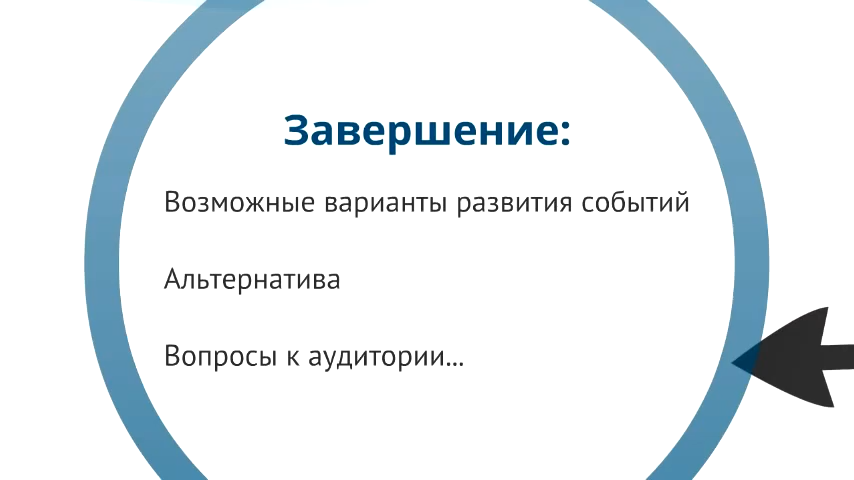 Завершение:
Возможные варианты развития событий
Альтернатива
Вопросы к аудитории...